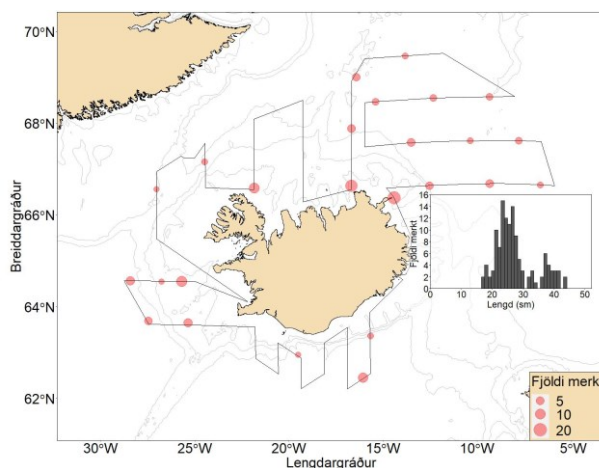 70°N
68°N
66°N
64°N
62°N
Breiddargráður
30°W
25°W
20°W
15°W
10°W
5°W
Lengdargráður
Fjöldi merkt
16
14
12
10
8
6
4
2
0
0
10
20
30
40
50
Lengd (sm)
Fjöldi merk
5
10
20